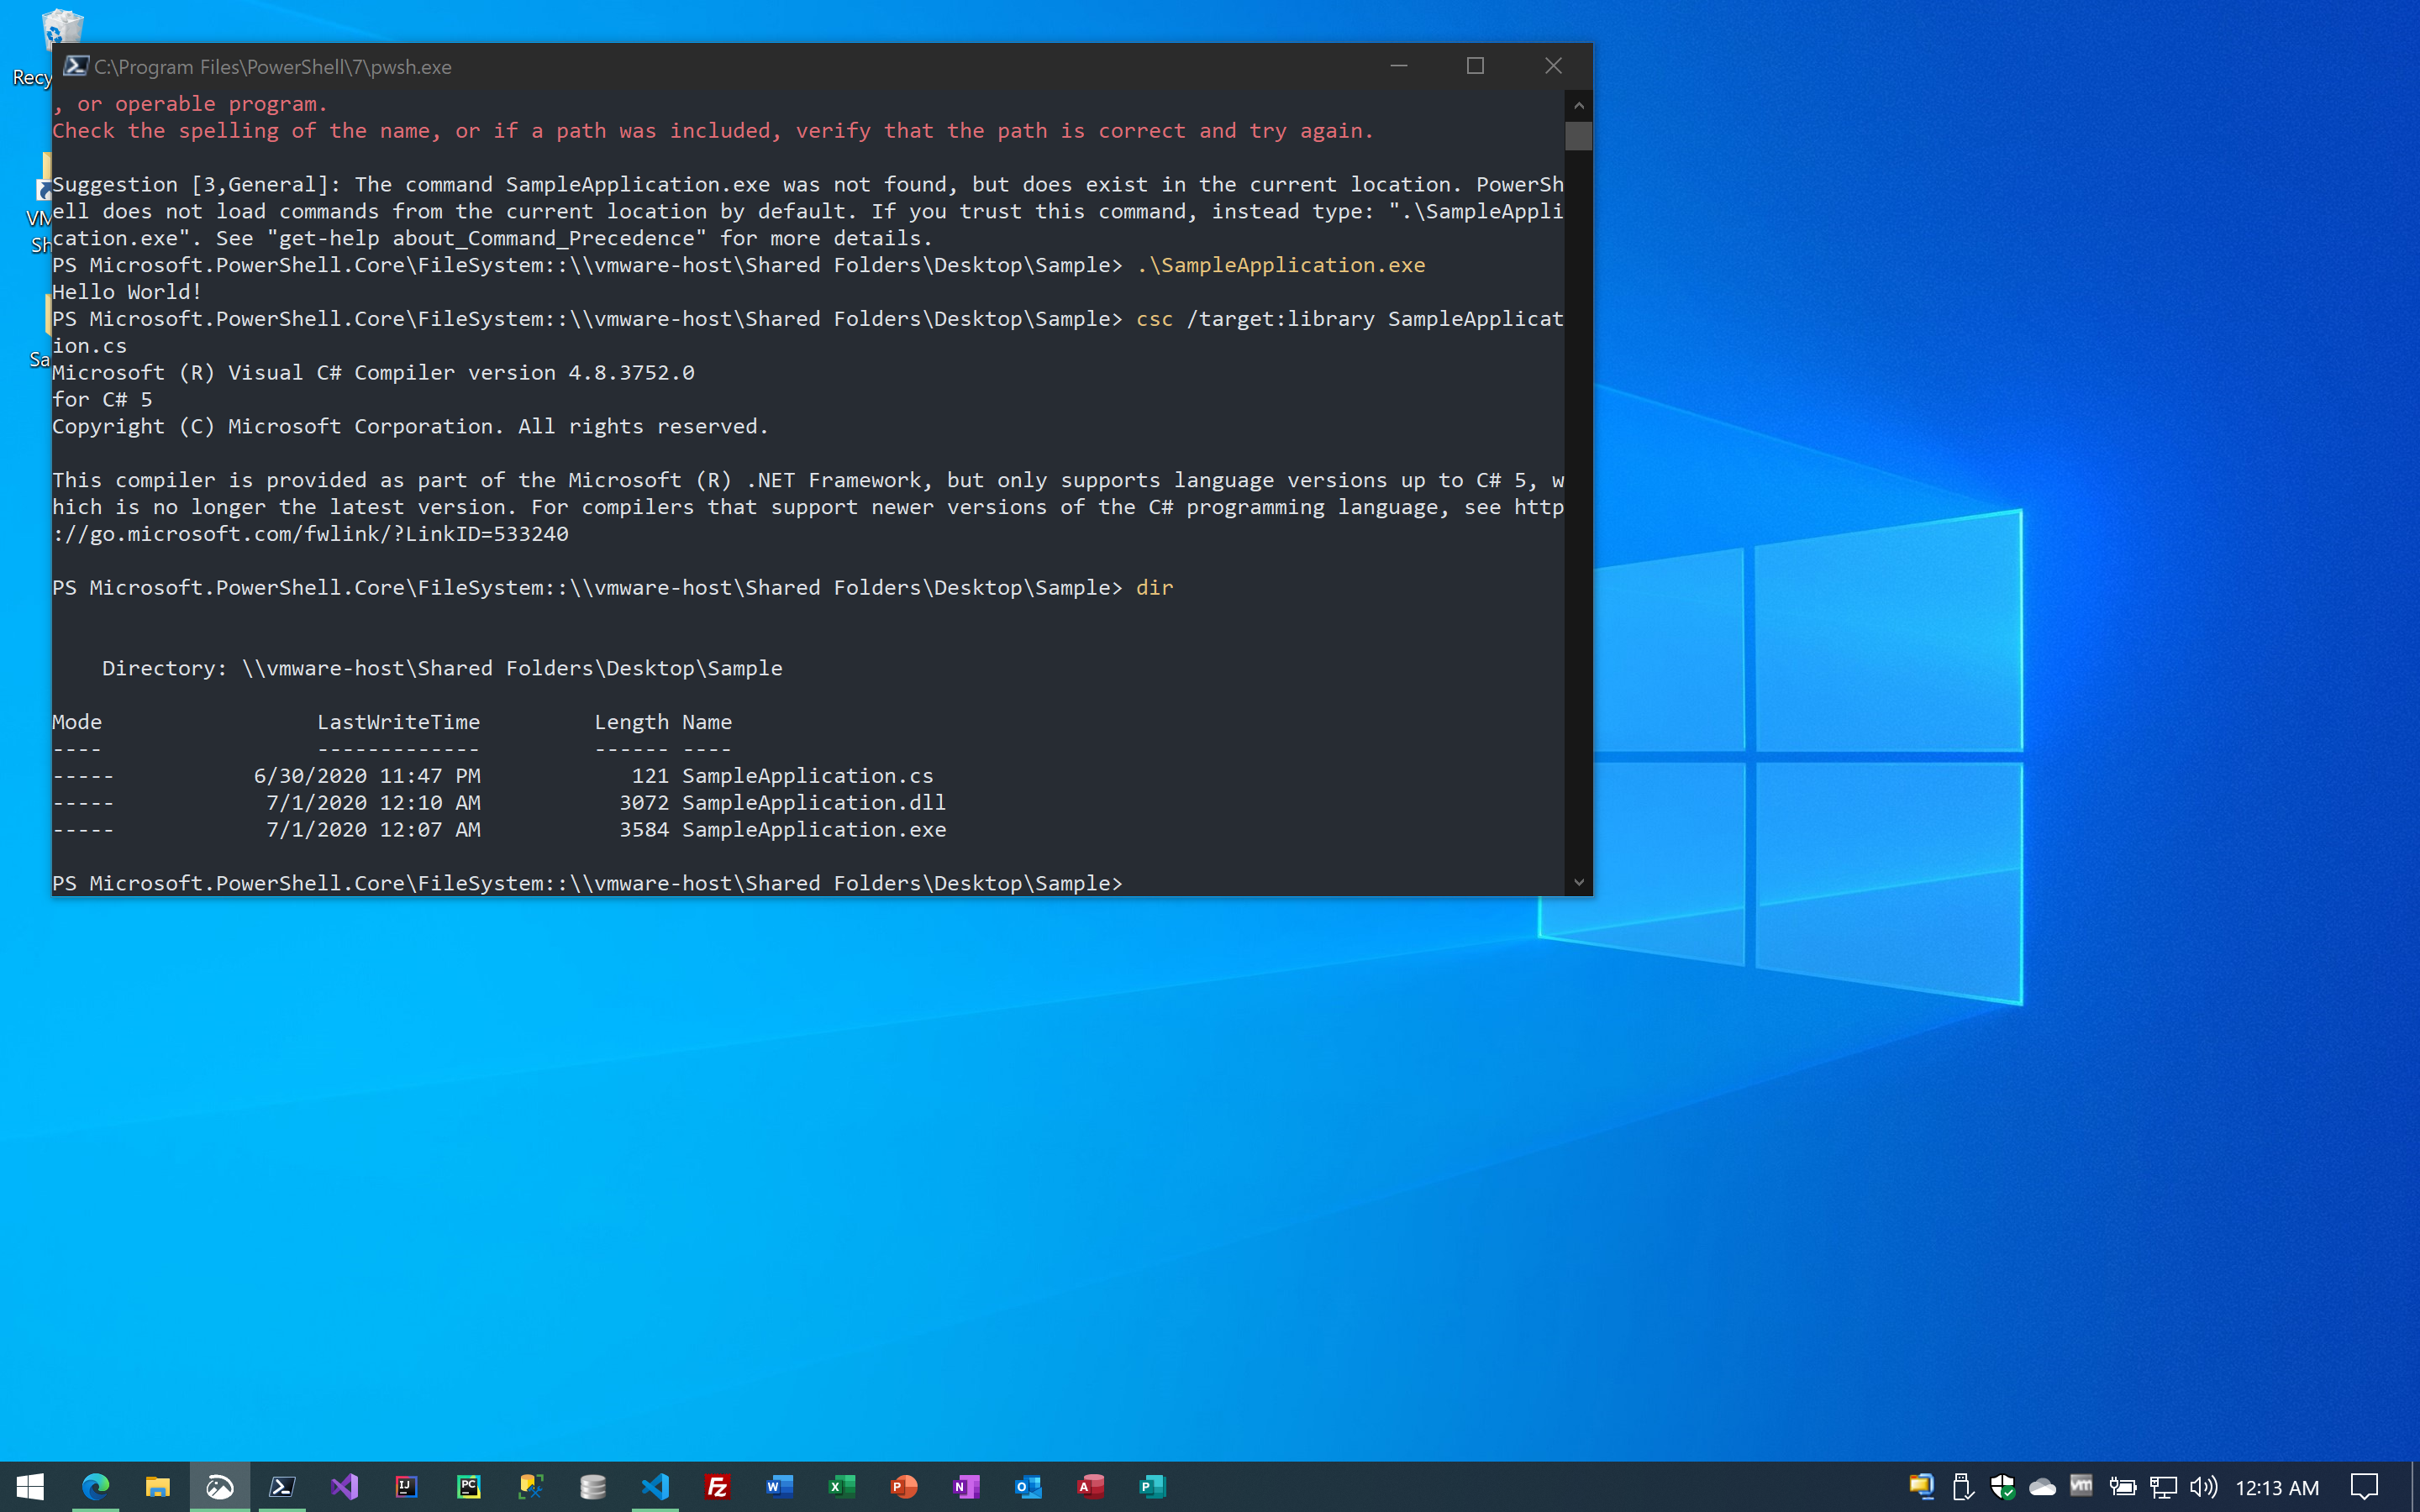 C:\Program Files\PowerShell\7\pwsh.exe
, or operable program.
Check the spelling of the name, or if a path was included, verify that the path is correct and try again.
Suggestion [3,General]: The command SampleApplication.exe was not found, but does exist in the current location. PowerSh
ell does not load commands from the current location by default. If you trust this command, instead type: ".\SampleAppli
cation.exe". See "get-help about_Command_Precedence" for more details.
PS Microsoft.PowerShell.Core\FileSystem::\\vmware-host\Shared Folders\Desktop\Sample> .\SampleApplication.exe
Hello World!
PS Microsoft.PowerShell.Core\FileSystem::\\vmware-host\Shared Folders\Desktop\Sample> csc /target:library SampleApplicat
ion.cs
Microsoft (R) Visual C# Compiler version 4.8.3752.0
for C# 5
Copyright (C) Microsoft Corporation. All rights reserved.
This compiler is provided as part of the Microsoft (R) .NET Framework, but only supports language versions up to C# 5, w
hich is no longer the latest version. For compilers that support newer versions of the C# programming language, see http
://go.microsoft.com/fwlink/?LinkID=533240
PS Microsoft.PowerShell.Core\FileSystem::\\vmware-host\Shared Folders\Desktop\Sample> dir
Directory: \\vmware-host\Shared Folders\Desktop\Sample
Mode LastWriteTime Length Name
---- ------------- ------ ----
----- 6/30/2020 11:47 PM 121 SampleApplication.cs
----- 7/1/2020 12:10 AM 3072 SampleApplication.dll
----- 7/1/2020 12:07 AM 3584 SampleApplication.exe
PS Microsoft.PowerShell.Core\FileSystem::\\vmware-host\Shared Folders\Desktop\Sample>
Recy
VM
Sh
Sa
12:13 AM